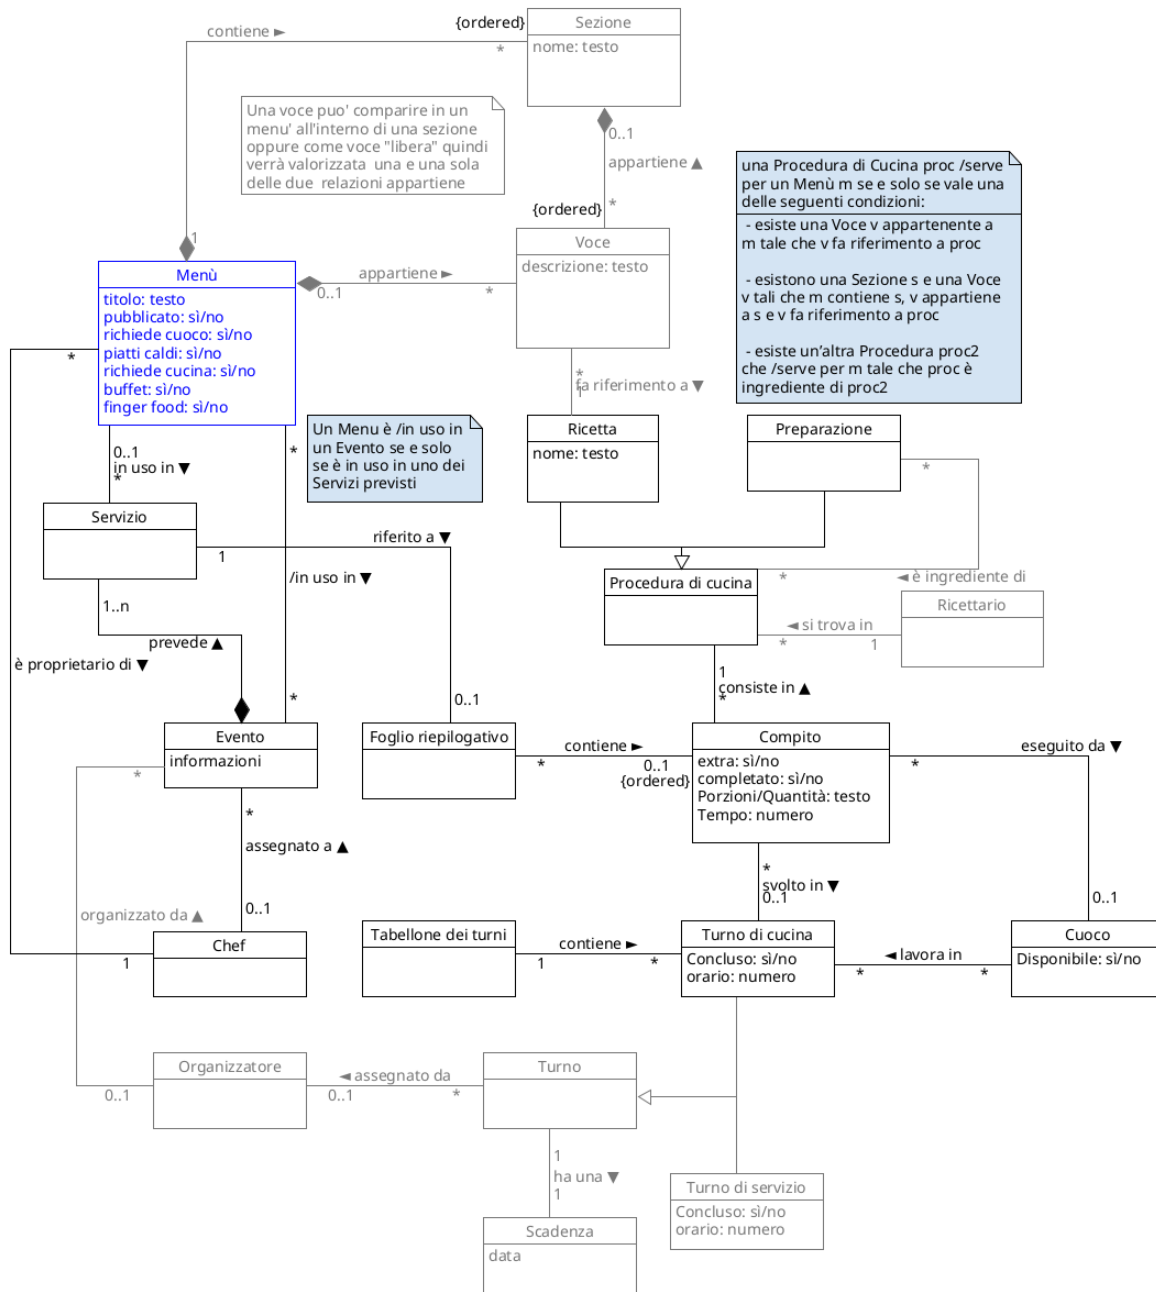 {ordered}
Sezione
contiene ►
*
nome: testo
Una voce puo' comparire in un
menu' all'interno di una sezione
oppure come voce "libera" quindi
verrà valorizzata una e una sola
delle due relazioni appartiene
0..1
appartiene ▲
*
{ordered}
una Procedura di Cucina proc /serve
per un Menù m se e solo se vale una
delle seguenti condizioni:
- esiste una Voce v appartenente a
m tale che v fa riferimento a proc
- esistono una Sezione s e una Voce
v tali che m contiene s, v appartiene
a s e v fa riferimento a proc
- esiste un’altra Procedura proc2
che /serve per m tale che proc è
ingrediente di proc2
1
Voce
descrizione: testo
Menù
titolo: testo
pubblicato: sì/no
richiede cuoco: sì/no
piatti caldi: sì/no
richiede cucina: sì/no
buffet: sì/no
finger food: sì/no
appartiene ►
0..1
*
*
*
fa riferimento a ▼
1
Un Menu è /in uso in
un Evento se e solo
se è in uso in uno dei
Servizi previsti
Ricetta
nome: testo
Preparazione
*
0..1
in uso in ▼
*
*
Servizio
1
riferito a ▼
/in uso in ▼
Procedura di cucina
*
◄ è ingrediente di
Ricettario
◄ si trova in
*
1
1..n
prevede ▲
è proprietario di ▼
*
0..1
1
consiste in ▲
*
Evento
informazioni
*
Foglio riepilogativo
contiene ►
*
0..1
{ordered}
Compito
extra: sì/no
completato: sì/no
Porzioni/Quantità: testo
Tempo: numero
eseguito da ▼
*
*
assegnato a ▲
0..1
*
svolto in ▼
0..1
0..1
organizzato da ▲
Chef
1
Tabellone dei turni
contiene ►
1
*
Turno di cucina
Concluso: sì/no
orario: numero
◄ lavora in
*
*
Cuoco
Disponibile: sì/no
Organizzatore
0..1
◄ assegnato da
0..1
*
Turno
1
ha una ▼
1
Turno di servizio
Concluso: sì/no
orario: numero
Scadenza
data